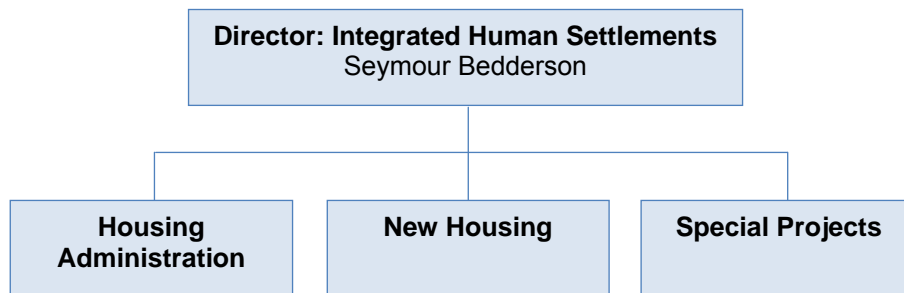 Director: Integrated Human Settlements
Seymour Bedderson
Housing
Administration
New Housing
Special Projects